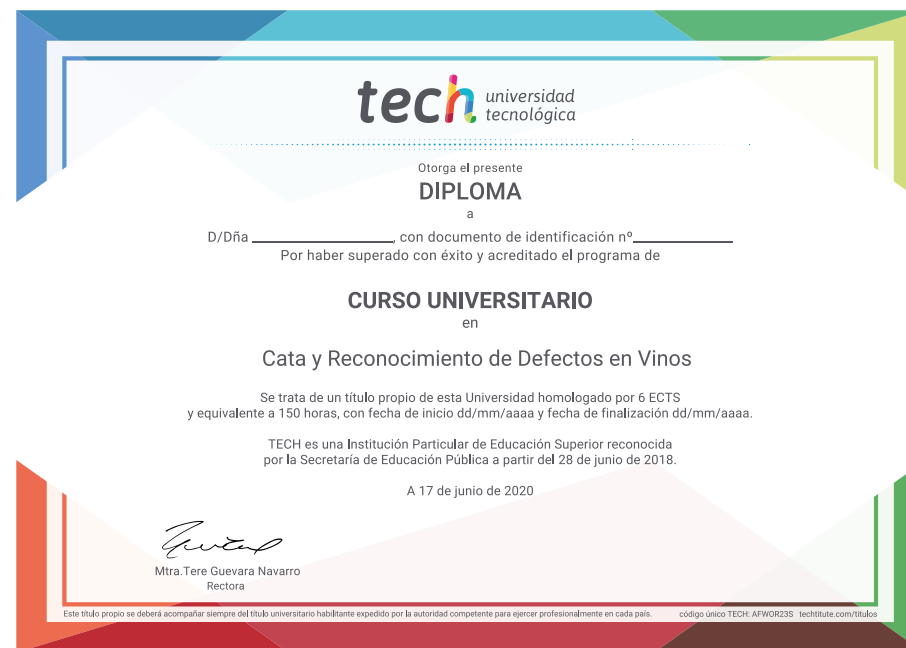 tech universidad
tecnológica
Otorga el presente
DIPLOMA
a
D/Dña ____________________, con documento de identificación nº______________
Por haber superado con éxito y acreditado el programa de
CURSO UNIVERSITARIO
en
Cata y Reconocimiento de Defectos en Vinos
Se trata de un título propio de esta Universidad homologado por 6 ECTS
y equivalente a 150 horas, con fecha de inicio dd/mm/aaaa y fecha de finalización dd/mm/aaaa.
TECH es una Institución Particular de Educación Superior reconocida
por la Secretaría de Educación Pública a partir del 28 de junio de 2018.
A 17 de junio de 2020
Mtra.Tere Guevara Navarro
Rectora
Este título propio se deberá acompañar siempre del título universitario habilitante expedido por la autoridad competente para ejercer profesionalmente en cada país. código único TECH: AFWOR23S techtitute.com/titulos